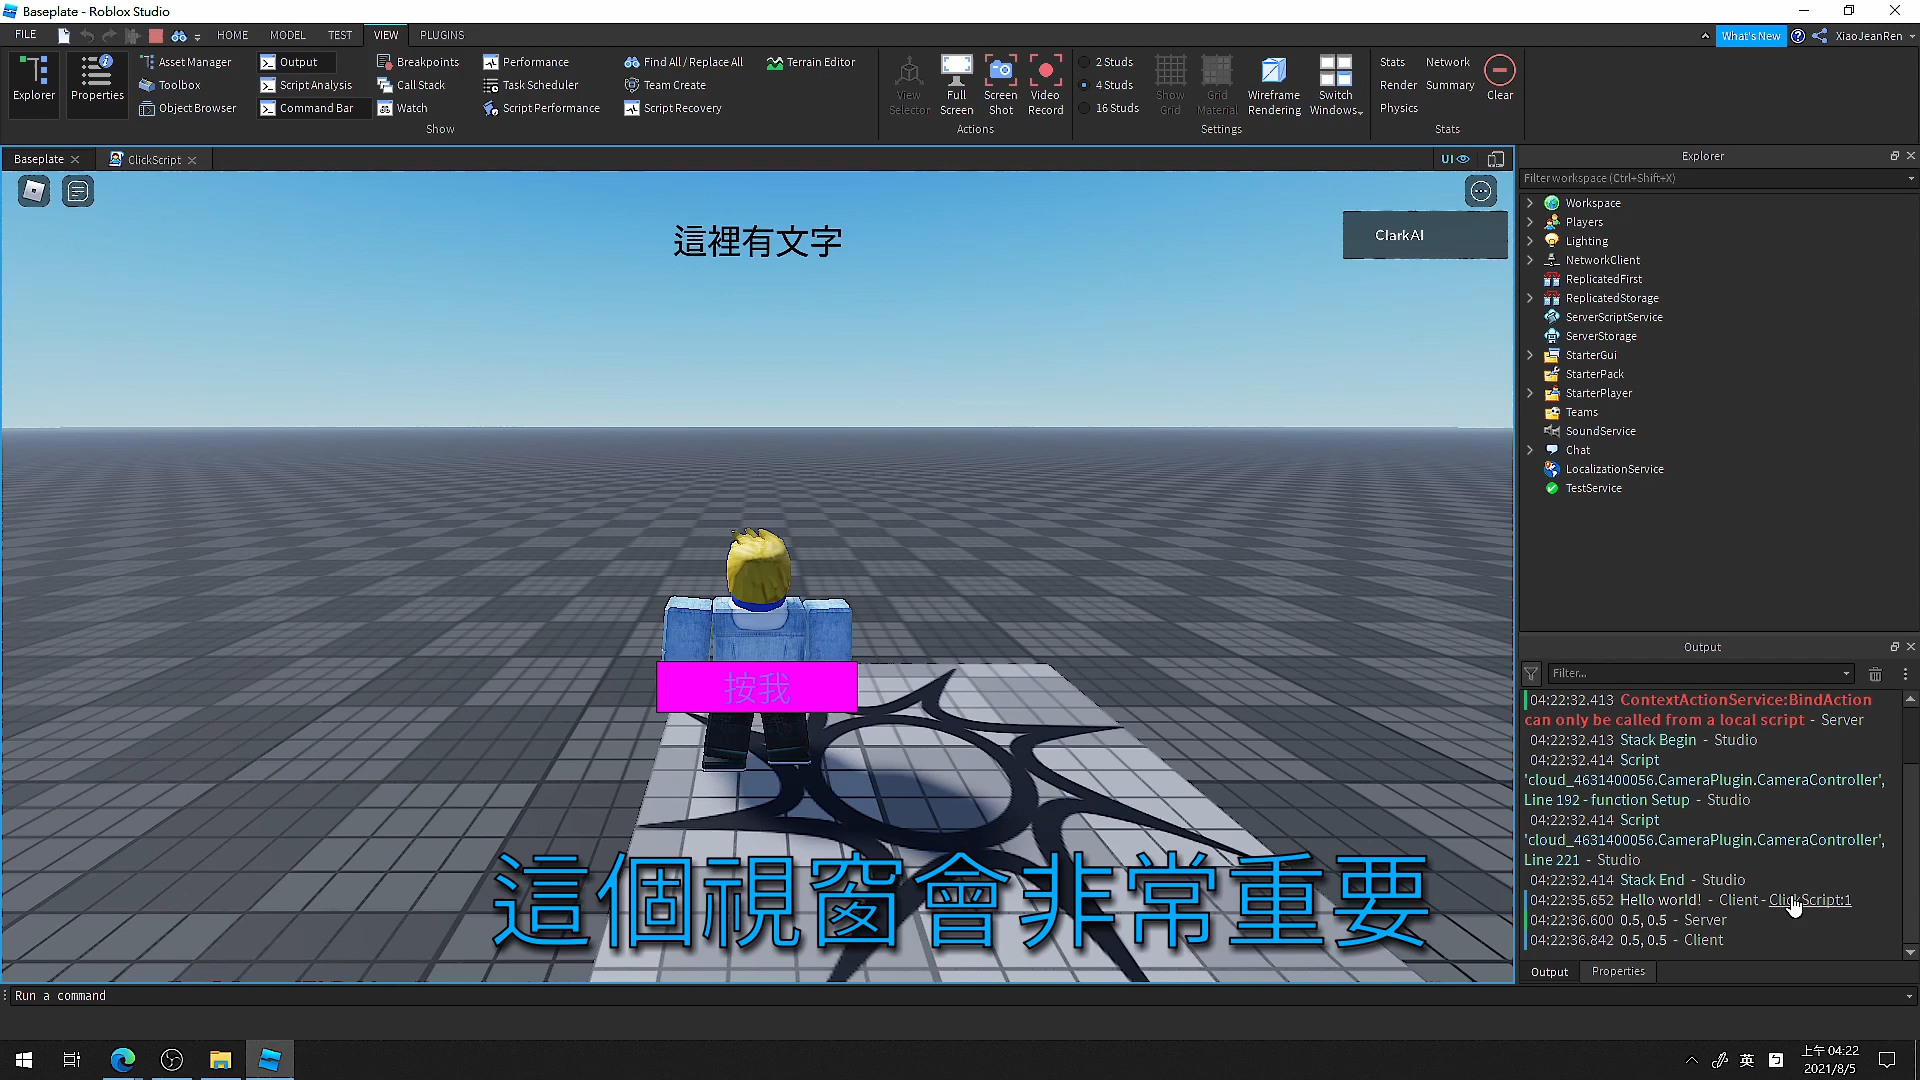 Baseplate - Roblox Studio
FILE HOME MODEL TEST VIEW PLUGINS What's New XiaoJeanRen
Explorer Properties
Asset Manager
Toolbox
Object Browser
Output
Script Analysis
Command Bar
Breakpoints
Call Stack
Watch
Performance
Task Scheduler
Script Performance
Find All / Replace All
Team Create
Script Recovery
Terrain Editor
Show
View Selector
Full Screen
Screen Shot
Video Record
Actions
2 Studs
4 Studs
16 Studs
Show Grid
Grid Material
Wireframe Rendering
Switch Windows
Settings
Stats Network
Render Summary
Physics
Clear
Stats
Baseplate ClickScript UI
這裡有文字
ClarkAI
按我
這個視窗會非常重要
Explorer
Filter workspace (Ctrl+Shift+X)
Workspace
Players
Lighting
NetworkClient
ReplicatedFirst
ReplicatedStorage
ServerScriptService
ServerStorage
StarterGui
StarterPack
StarterPlayer
Teams
SoundService
Chat
LocalizationService
TestService
Output
Filter...
04:22:32.413 ContextActionService:BindAction
can only be called from a local script - Server
04:22:32.413 Stack Begin - Studio
04:22:32.414 Script
'cloud_4631400056.CameraPlugin.CameraController',
Line 192 - function Setup - Studio
04:22:32.414 Script
'cloud_4631400056.CameraPlugin.CameraController',
Line 221 - Studio
04:22:32.414 Stack End - Studio
04:22:35.652 Hello world! - Client - ClickScript:1
04:22:36.600 0.5, 0.5 - Server
04:22:36.842 0.5, 0.5 - Client
Output Properties
Run a command
英
上午 04:22
2021/8/5